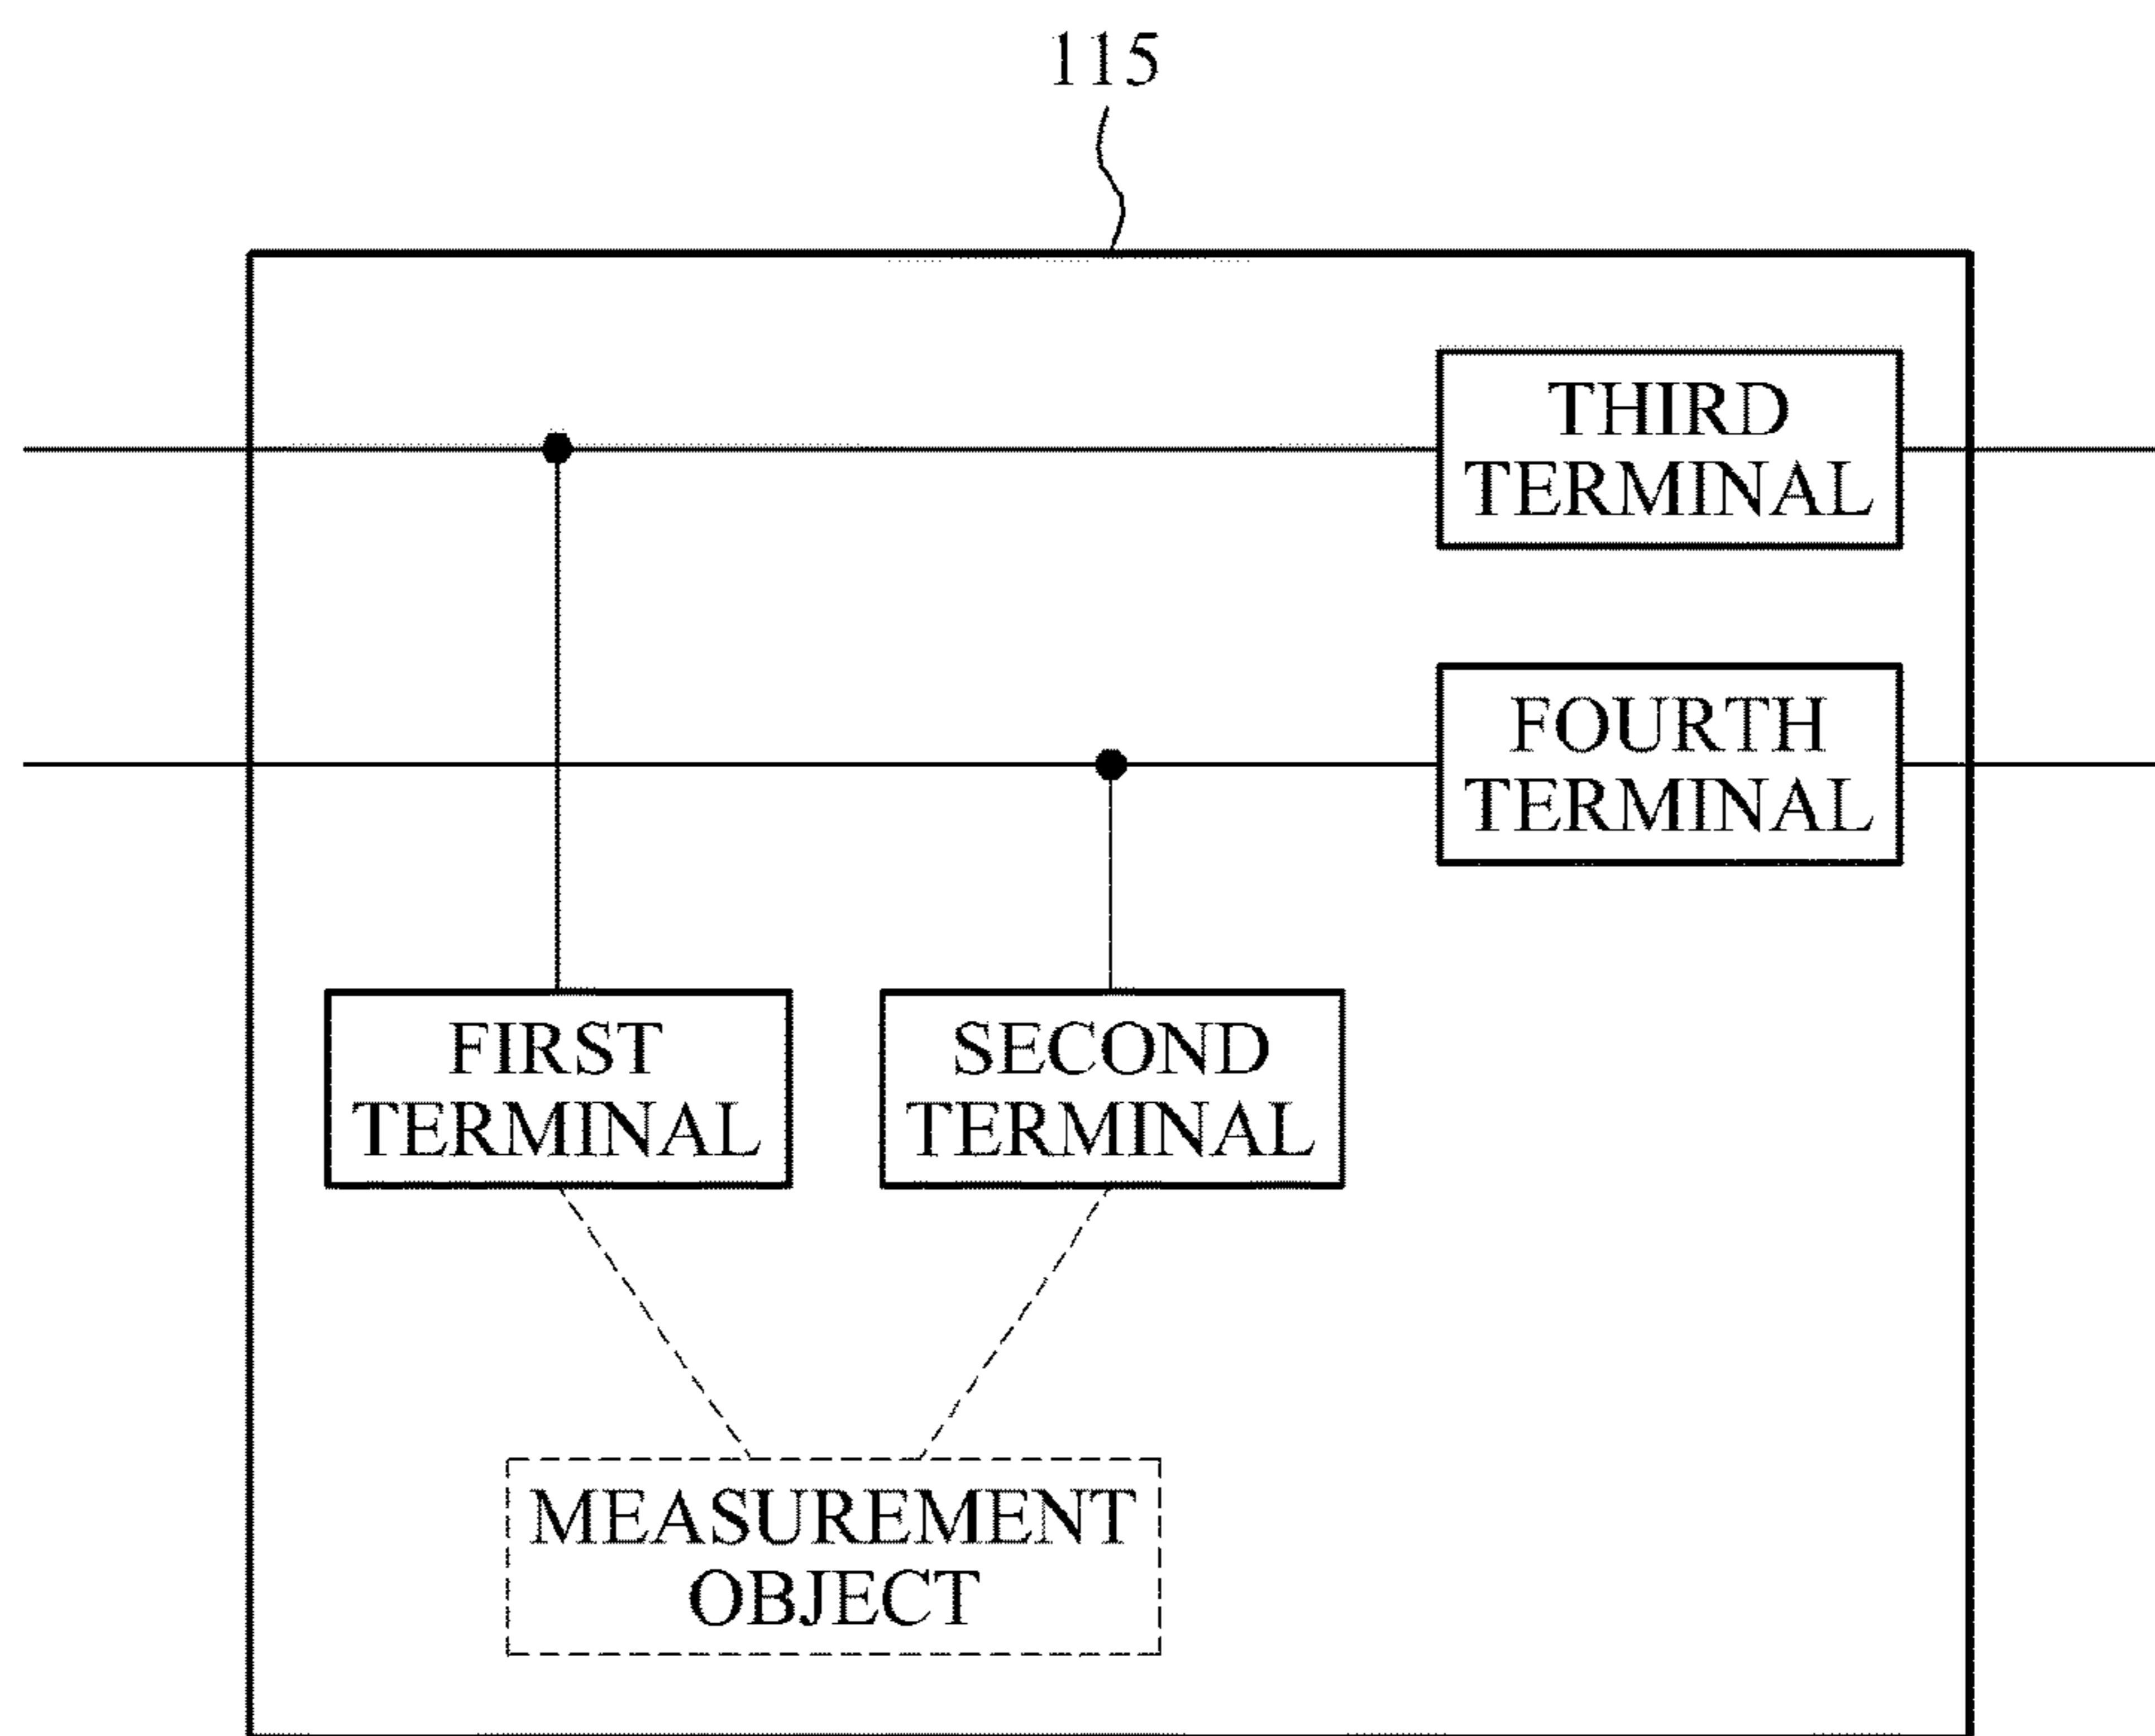 115
THIRD
TERMINAL
FOURTH
TERMINAL
FIRST
TERMINAL
SECOND
TERMINAL
MEASUREMENT
OBJECT